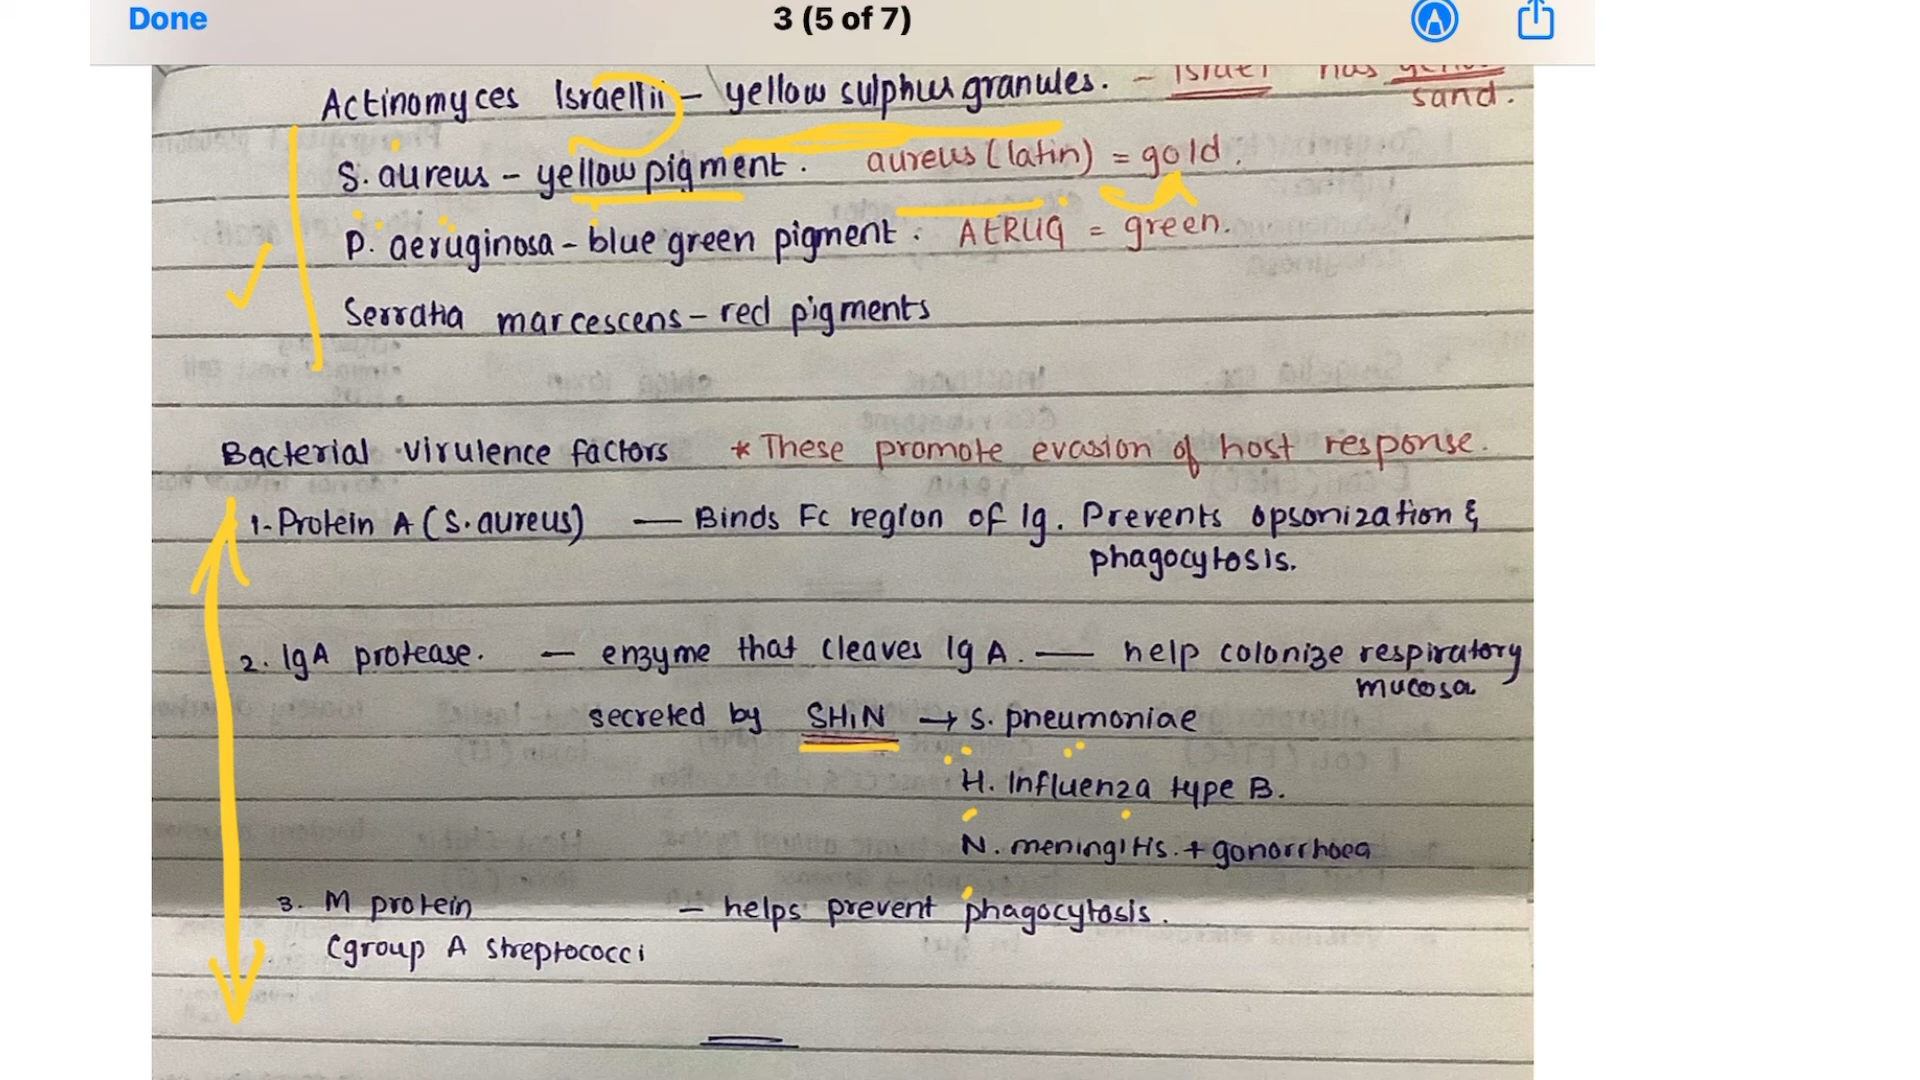 Done
3 (5 of 7)
Actinomyces Israellii - yellow sulphur granules. - Israel has
sand.
S. aureus - yellow pigment. aureus (latin) = gold.
P. aeruginosa - blue green pigment. AERUG = green.
Serratia marcescens - red pigments
Bacterial virulence factors * These promote evasion of host response.
1. Protein A (S. aureus) — Binds Fc region of Ig. Prevents opsonization &
phagocytosis.
2. IgA protease. — enzyme that cleaves IgA. — help colonize respiratory
mucosa
secreted by SHiN → S. pneumoniae
H. Influenza type B.
N. meningitis. + gonorrhoea
3. M protein — helps prevent phagocytosis.
(group A streptococci